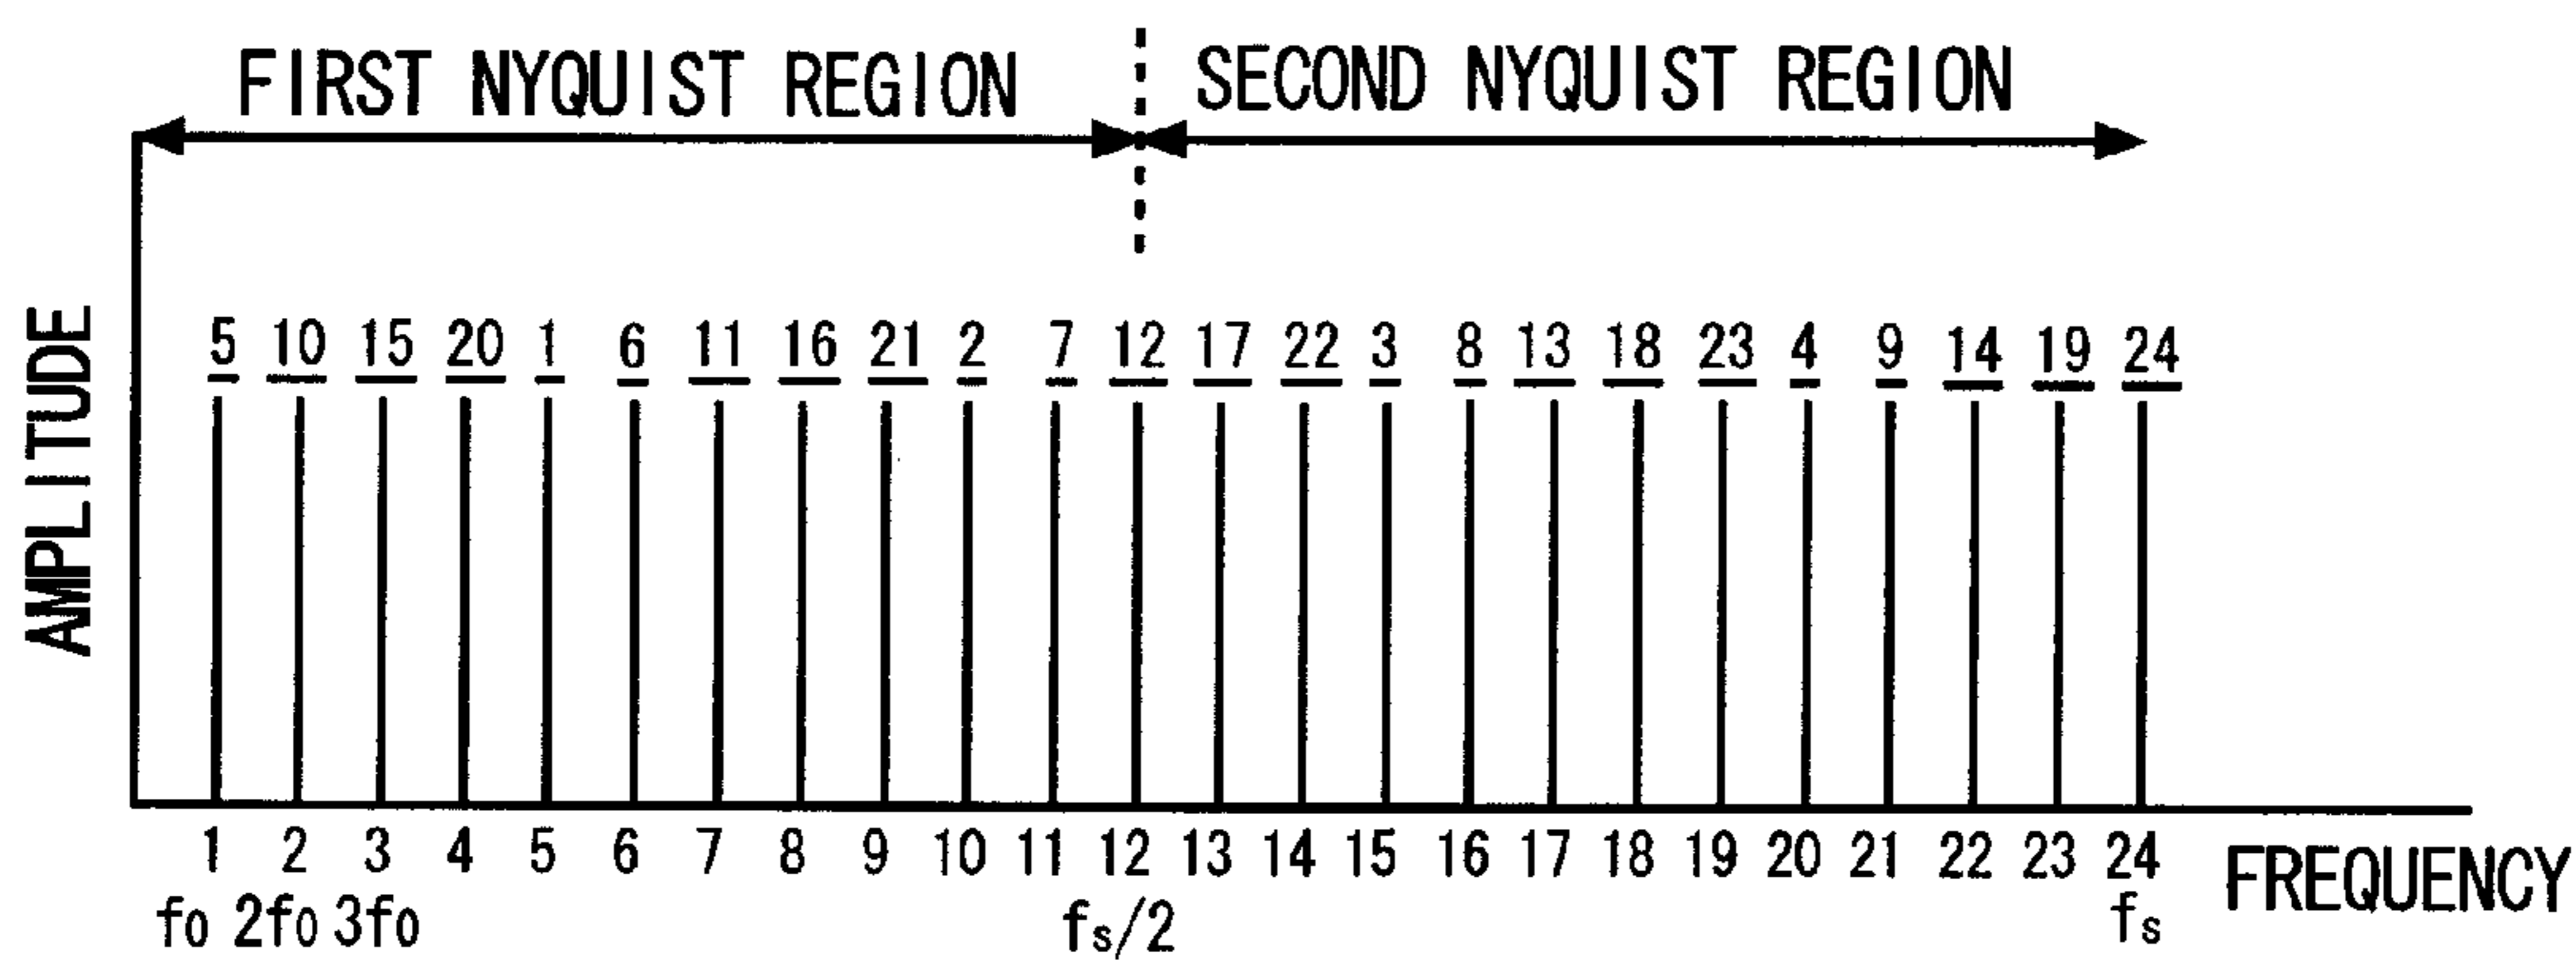 FIRST NYQUIST REGION SECOND NYQUIST REGION
5 10 15 20 1 6 11 16 21 2 7 12 17 22 3 8 13 18 23 4 9 14 19 24
AMPLITUDE
1 2 3 4 5 6 7 8 9 10 11 12 13 14 15 16 17 18 19 20 21 22 23 24
FREQUENCY
f0 2f0 3f0 fs/2 fs